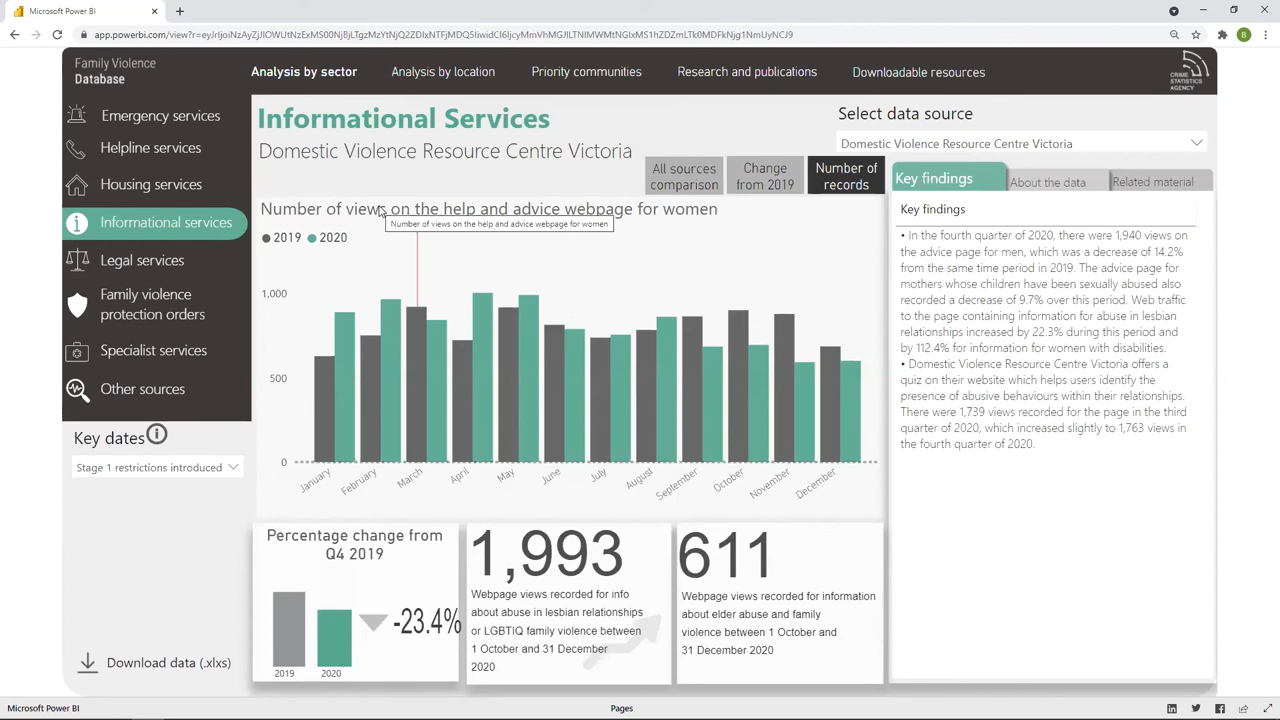 Microsoft Power BI
app.powerbi.com/view?r=
Family Violence
Database
Analysis by sector
Analysis by location
Priority communities
Research and publications
Downloadable resources
CRIME
STATISTICS
AGENCY
Emergency services
Helpline services
Housing services
Informational services
Legal services
Family violence
protection orders
Specialist services
Other sources
Key dates
Stage 1 restrictions introduced
Download data (.xlxs)
Informational Services
Domestic Violence Resource Centre Victoria
Select data source
Domestic Violence Resource Centre Victoria
All sources
comparison
Change
from 2019
Number of
records
Number of views on the help and advice webpage for women
Number of views on the help and advice webpage for women
2019 2020
1,000
500
0
January February March April May June July August September October November December
Percentage change from
Q4 2019
-23.4%
2019 2020
1,993
Webpage views recorded for info
about abuse in lesbian relationships
or LGBTIQ family violence between
1 October and 31 December
2020
611
Webpage views recorded for information
about elder abuse and family
violence between 1 October and
31 December 2020
Key findings
About the data
Related material
Key findings
• In the fourth quarter of 2020, there were 1,940 views on
the advice page for men, which was a decrease of 14.2%
from the same time period in 2019. The advice page for
mothers whose children have been sexually abused also
recorded a decrease of 9.7% over this period. Web traffic
to the page containing information for abuse in lesbian
relationships increased by 22.3% during this period and
by 112.4% for information for women with disabilities.
• Domestic Violence Resource Centre Victoria offers a
quiz on their website which helps users identify the
presence of abusive behaviours within their relationships.
There were 1,739 views recorded for the page in the third
quarter of 2020, which increased slightly to 1,763 views in
the fourth quarter of 2020.
Microsoft Power BI
Pages
B